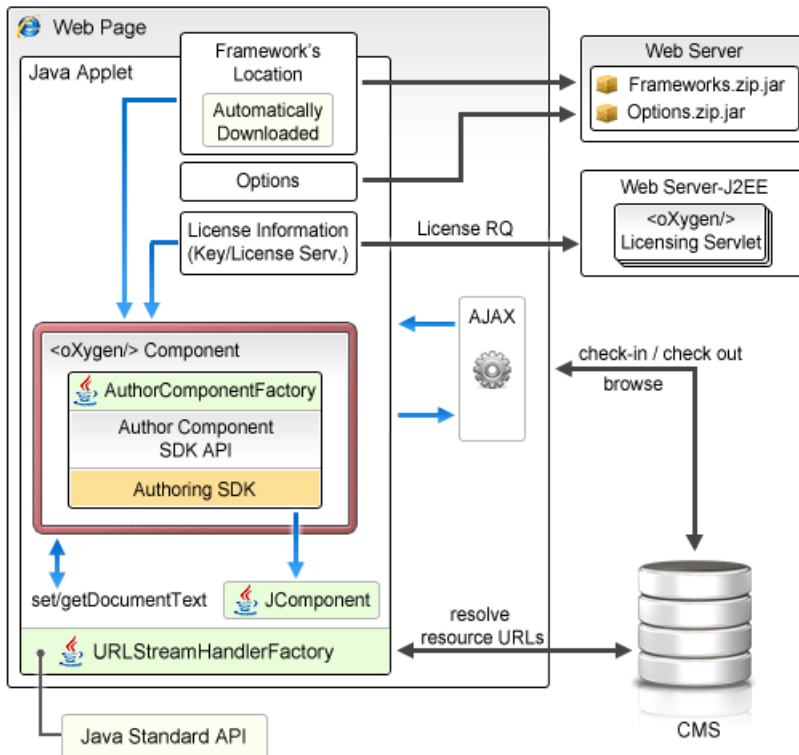 Web Page
Java Applet
Framework's
Location
Automatically
Downloaded
Options
License Information
(Key/License Serv.)
Web Server
Frameworks.zip.jar
Options.zip.jar
Web Server-J2EE
<oXygen/>
Licensing Servlet
License RQ
AJAX
check-in / check out
browse
<oXygen/> Component
AuthorComponentFactory
Author Component
SDK API
Authoring SDK
set/getDocumentText
JComponent
URLStreamHandlerFactory
resolve
resource URLs
CMS
Java Standard API